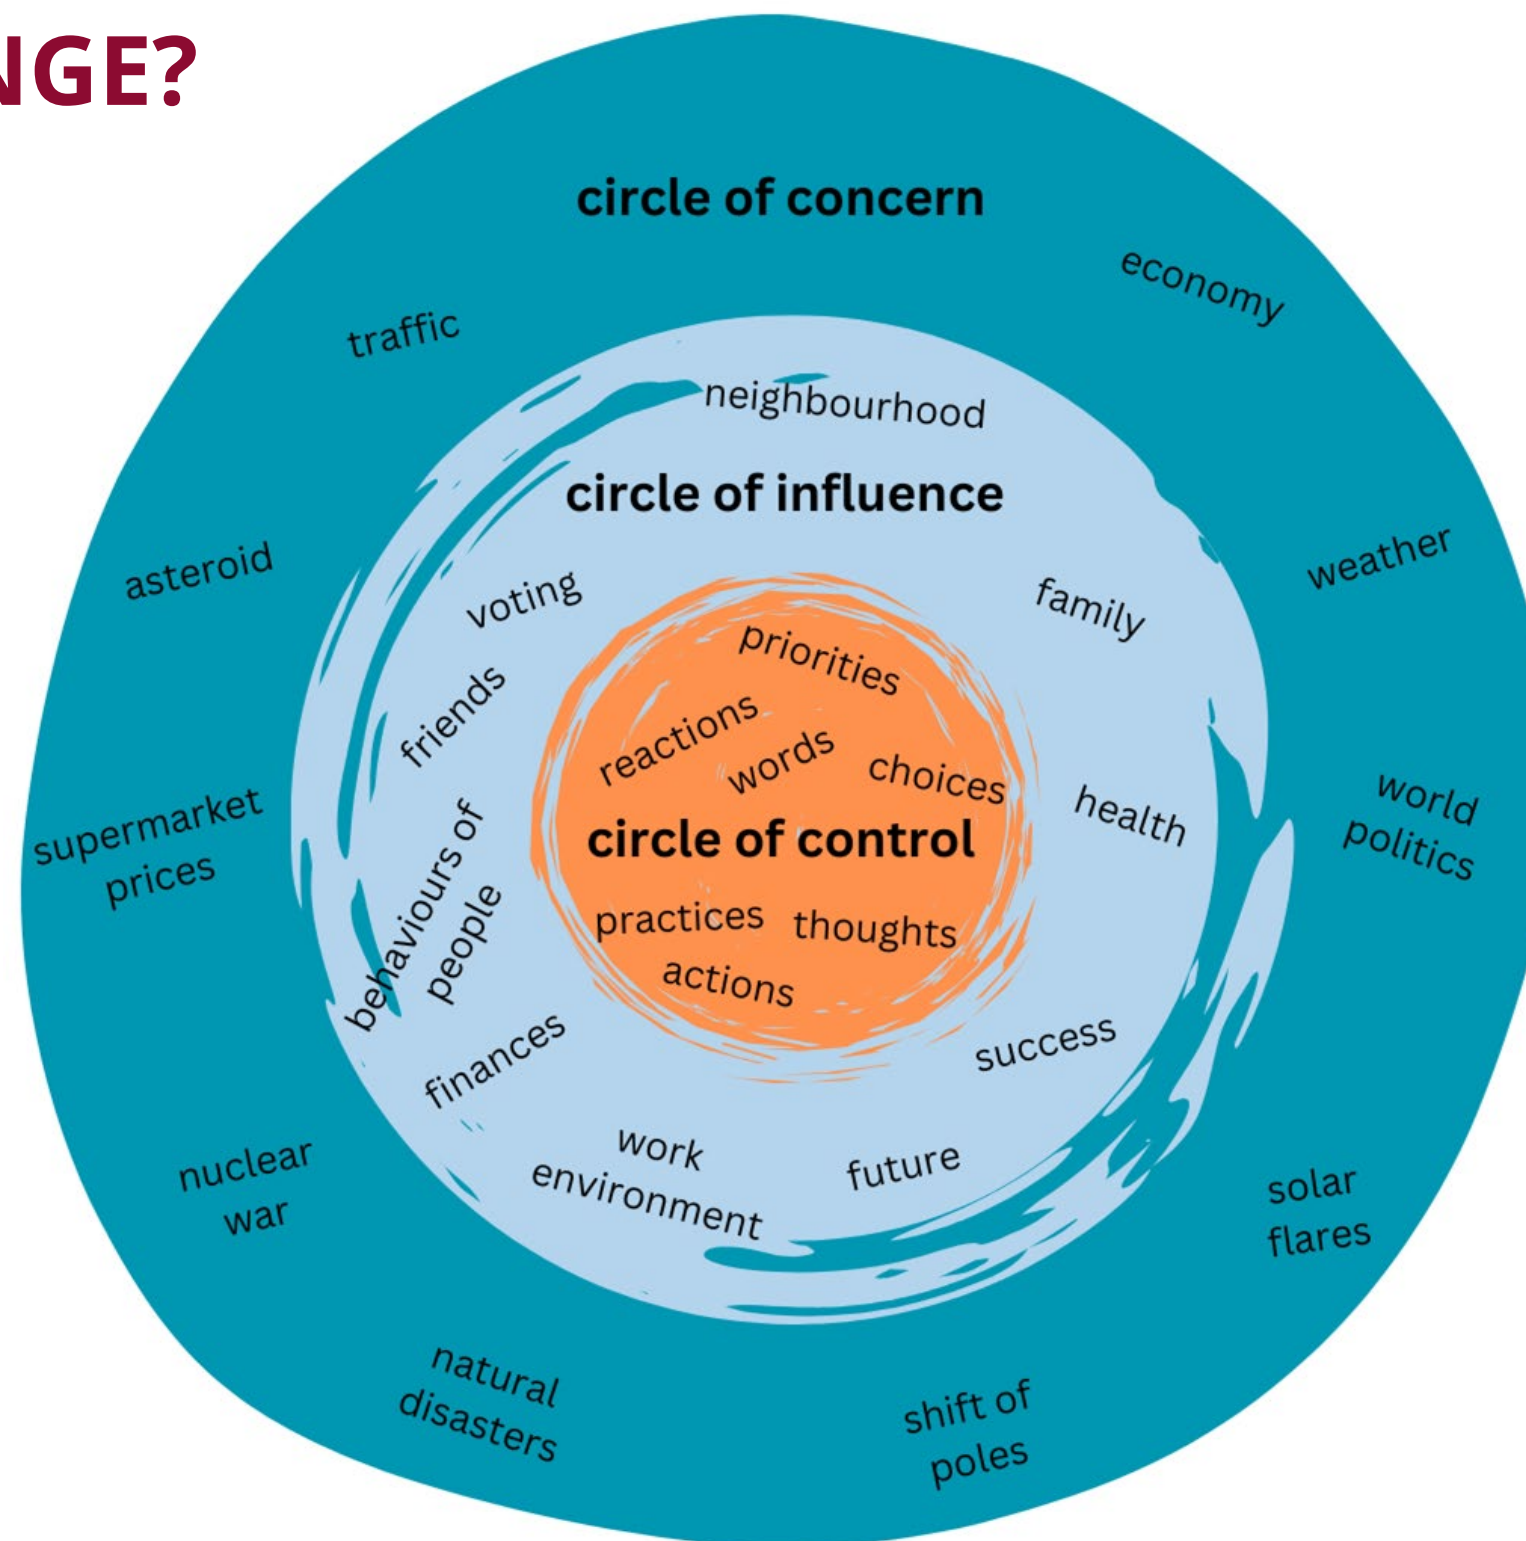 NGE?
circle of concern
economy
traffic
neighbourhood
circle of influence
asteroid
weather
voting
family
priorities
friends
reactions
words
choices
supermarket
prices
circle of control
health
world
politics
behaviours of
people
practices
thoughts
actions
finances
success
work
environment
future
nuclear
war
solar
flares
natural
disasters
shift of
poles